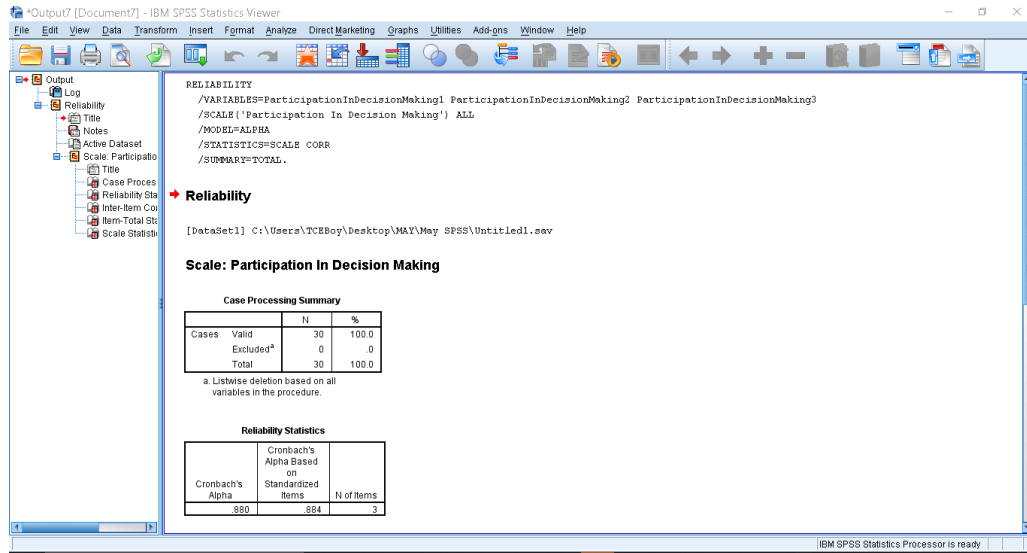 *Output7 [Document7] - IBM SPSS Statistics Viewer
File Edit View Data Transform Insert Format Analyze Direct Marketing Graphs Utilities Add-ons Window Help
Output
Log
Reliability
Title
Notes
Active Dataset
Scale: Participatio
Title
Case Proces
Reliability Sta
Inter-Item Cor
Item-Total Sta
Scale Statisti
RELIABILITY
/VARIABLES=ParticipationInDecisionMaking1 ParticipationInDecisionMaking2 ParticipationInDecisionMaking3
/SCALE('Participation In Decision Making') ALL
/MODEL=ALPHA
/STATISTICS=SCALE CORR
/SUMMARY=TOTAL.
Reliability
[DataSet1] C:\Users\TCEBoy\Desktop\MAY\May SPSS\Untitled1.sav
Scale: Participation In Decision Making
Case Processing Summary
N %
Cases Valid 30 100.0
Excludedᵃ 0 .0
Total 30 100.0
a. Listwise deletion based on all
variables in the procedure.
Reliability Statistics
Cronbach's Alpha
Cronbach's Alpha Based on Standardized Items
N of Items
.880 .884 3
IBM SPSS Statistics Processor is ready